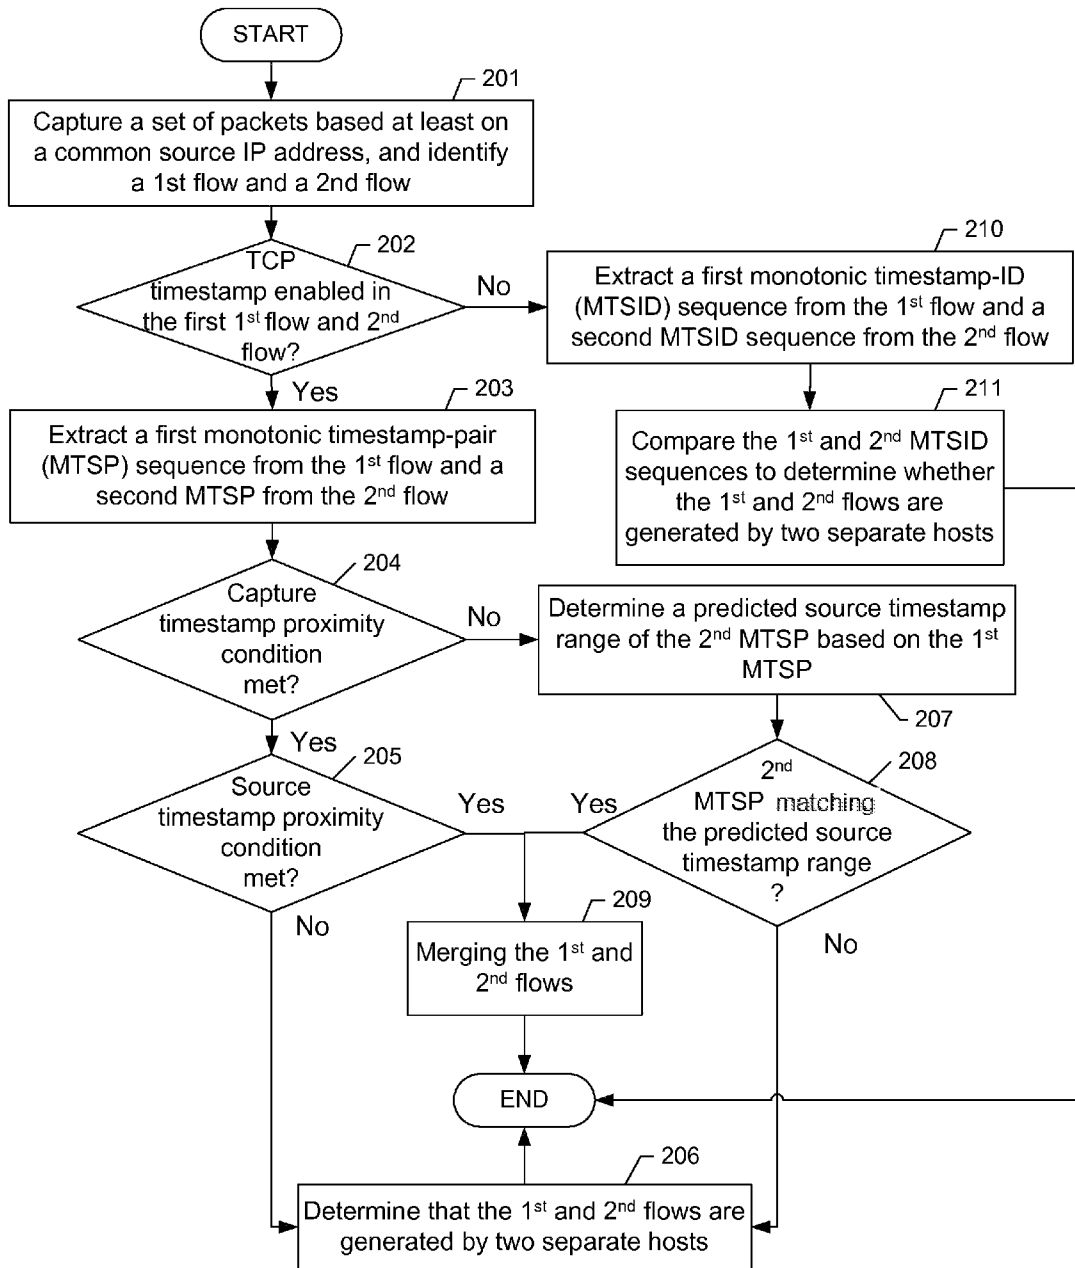 START
201
Capture a set of packets based at least on
a common source IP address, and identify
a 1st flow and a 2nd flow
202
TCP
timestamp enabled in
the first 1st flow and 2nd
flow?
No
Yes
210
Extract a first monotonic timestamp-ID
(MTSID) sequence from the 1st flow and a
second MTSID sequence from the 2nd flow
211
Compare the 1st and 2nd MTSID
sequences to determine whether
the 1st and 2nd flows are
generated by two separate hosts
203
Extract a first monotonic timestamp-pair
(MTSP) sequence from the 1st flow and a
second MTSP from the 2nd flow
204
Capture
timestamp proximity
condition
met?
No
Yes
Determine a predicted source timestamp
range of the 2nd MTSP based on the 1st
MTSP
207
205
Source
timestamp proximity
condition
met?
Yes
No
208
2nd
MTSP matching
the predicted source
timestamp range
?
Yes
No
209
Merging the 1st and
2nd flows
END
206
Determine that the 1st and 2nd flows are
generated by two separate hosts